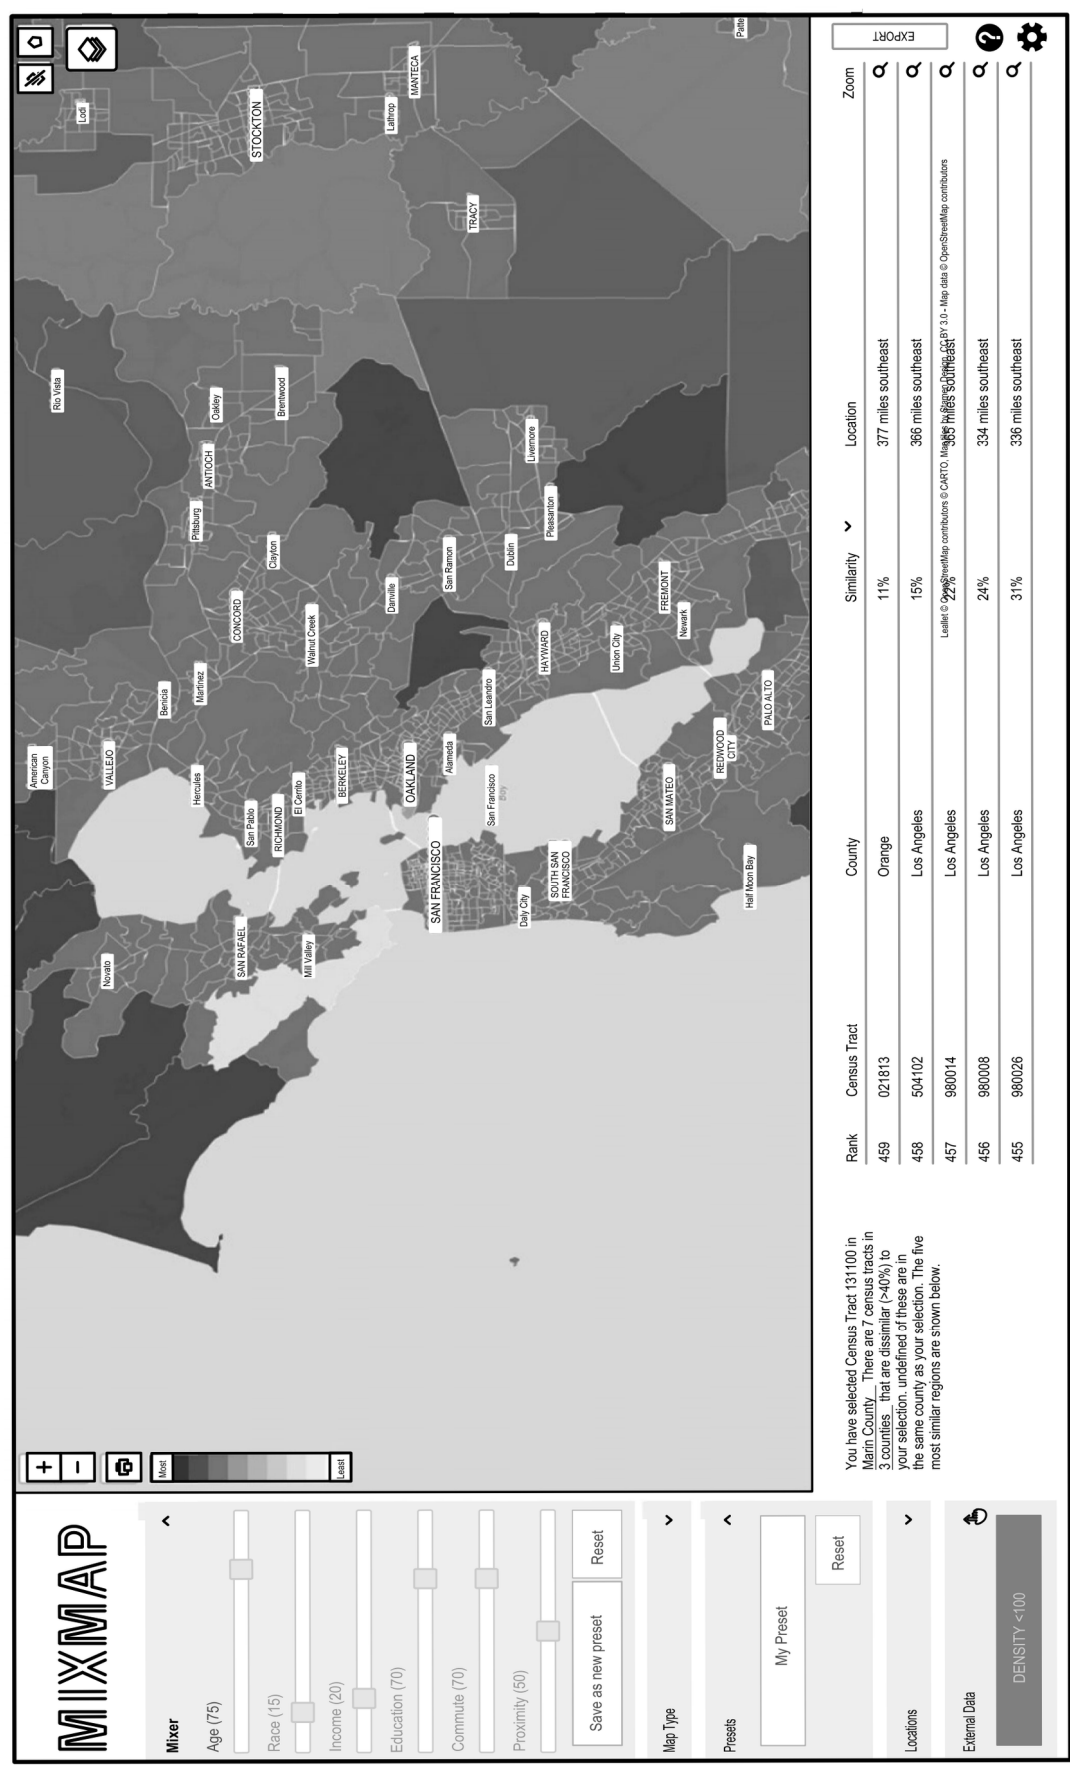 MIXMAP
Mixer
Age (75)
Race (15)
Income (20)
Education (70)
Commute (70)
Proximity (50)
Save as new preset
Reset
Map Type
Presets
My Preset
Reset
Locations
External Data
DENSITY <100
+
−
Most
Least
American
Canyon
VALLEJO
Benicia
Rio Vista
Lodi
Novato
Hercules
Martinez
Pittsburg
ANTIOCH
Oakley
STOCKTON
SAN RAFAEL
San Pablo
RICHMOND
CONCORD
Clayton
Brentwood
Mill Valley
El Cerrito
BERKELEY
Walnut Creek
Lathrop
MANTECA
SAN FRANCISCO
OAKLAND
Alameda
Danville
San Ramon
TRACY
Daly City
San Francisco
Bay
San Leandro
Dublin
Livermore
SOUTH SAN
FRANCISCO
HAYWARD
Pleasanton
Union City
SAN MATEO
FREMONT
Newark
REDWOOD
CITY
Half Moon Bay
PALO ALTO
Patte
EXPORT
?
You have selected Census Tract 131100 in
Marin County There are 7 census tracts in
3 counties that are dissimilar (>40%) to
your selection. undefined of these are in
the same county as your selection. The five
most similar regions are shown below.
Rank Census Tract County Similarity Location Zoom
459 021813 Orange 11% 377 miles southeast
458 504102 Los Angeles 15% 366 miles southeast
457 980014 Los Angeles 22% 365 miles southeast
Leaflet © OpenStreetMap contributors © CARTO, Map tiles by Stamen Design, CC BY 3.0 - Map data © OpenStreetMap contributors
456 980008 Los Angeles 24% 334 miles southeast
455 980026 Los Angeles 31% 336 miles southeast